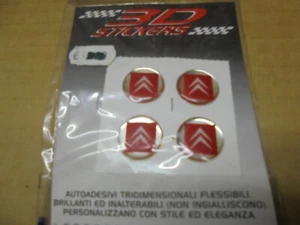 3D
STICKERS
AUTOADESIVI TRIDIMENSIONALI FLESSIBILI.
BRILLANTI ED INALTERABILI (NON INGIALLISCONO)
PERSONALIZZANO CON STILE ED ELEGANZA.